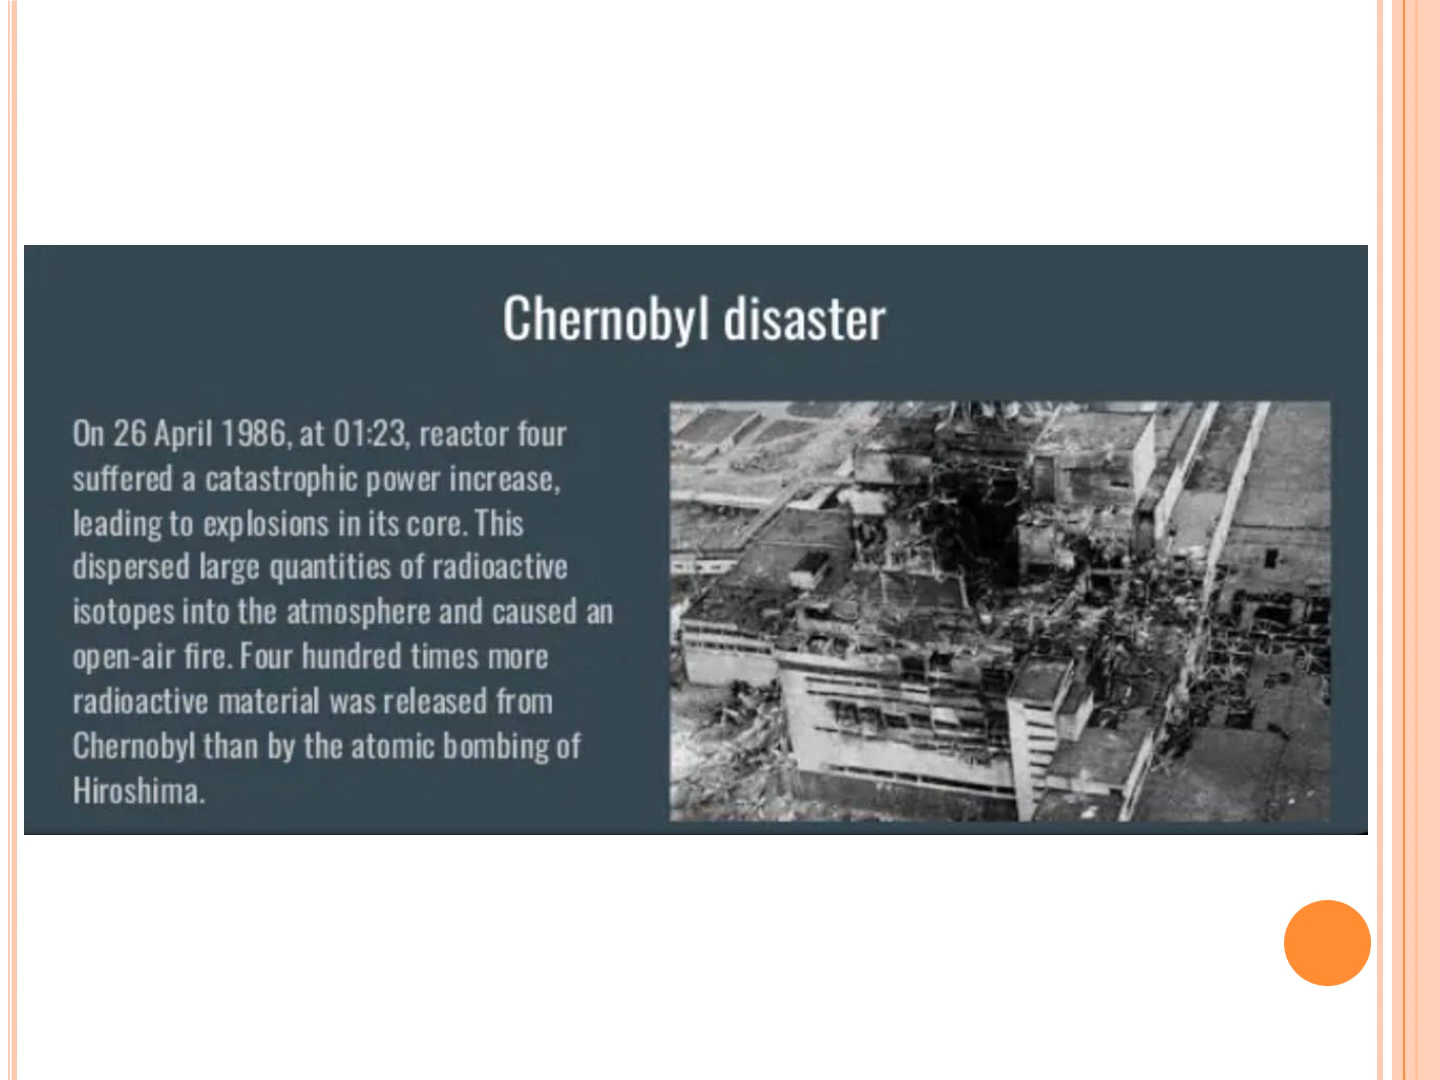 Chernobyl disaster
On 26 April 1986, at 01:23, reactor four
suffered a catastrophic power increase,
leading to explosions in its core. This
dispersed large quantities of radioactive
isotopes into the atmosphere and caused an
open-air fire. Four hundred times more
radioactive material was released from
Chernobyl than by the atomic bombing of
Hiroshima.